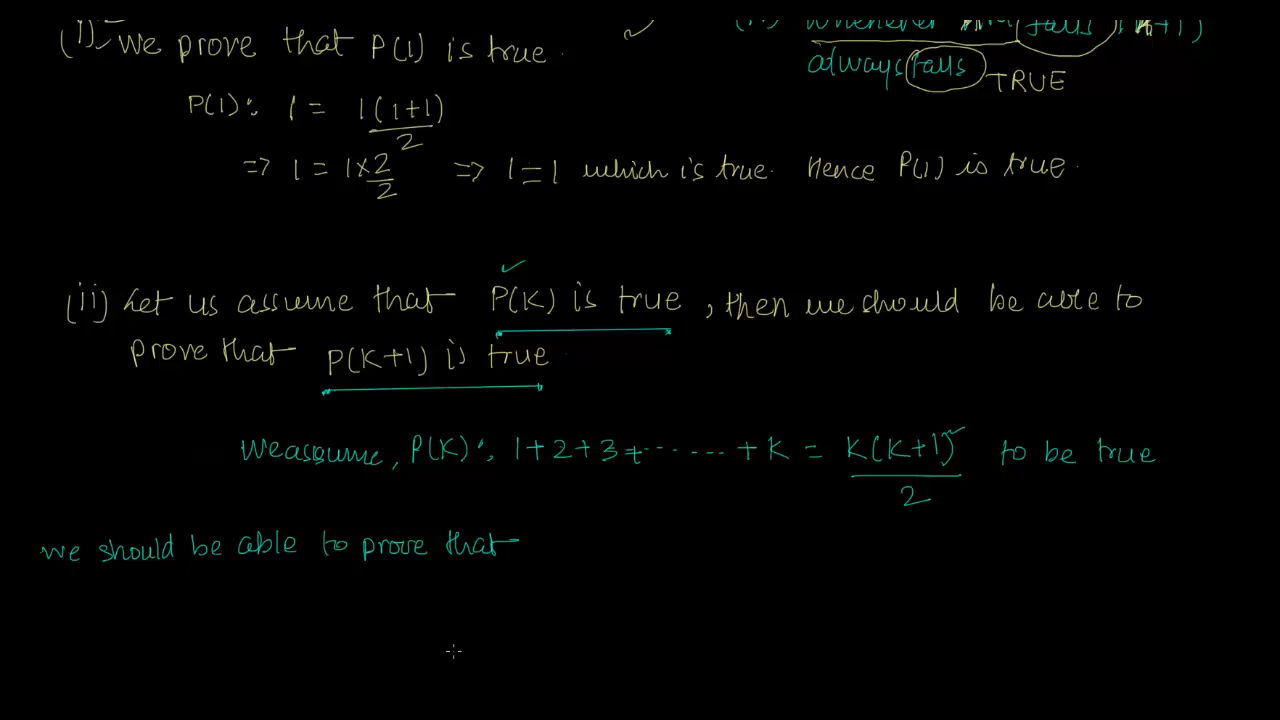 (i) We prove that P(1) is true.
whenever falls
always falls TRUE
P(1): 1 = 1(1+1)/2
=> 1 = 1×2/2 => 1=1 which is true. Hence P(1) is true.
(ii) Let us assume that P(K) is true, then we should be able to
prove that P(K+1) is true
We assume, P(K): 1+2+3+......+K = K(K+1)/2 to be true
we should be able to prove that